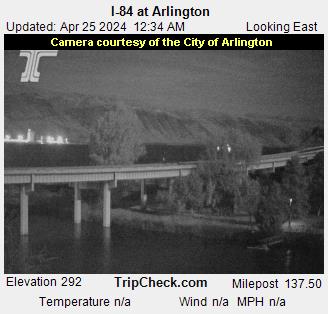 I-84 at Arlington
Updated: Apr 25 2024 12:34 AM Looking East
Camera courtesy of the City of Arlington
Elevation 292 TripCheck.com Milepost 137.50
Temperature n/a Wind n/a MPH n/a